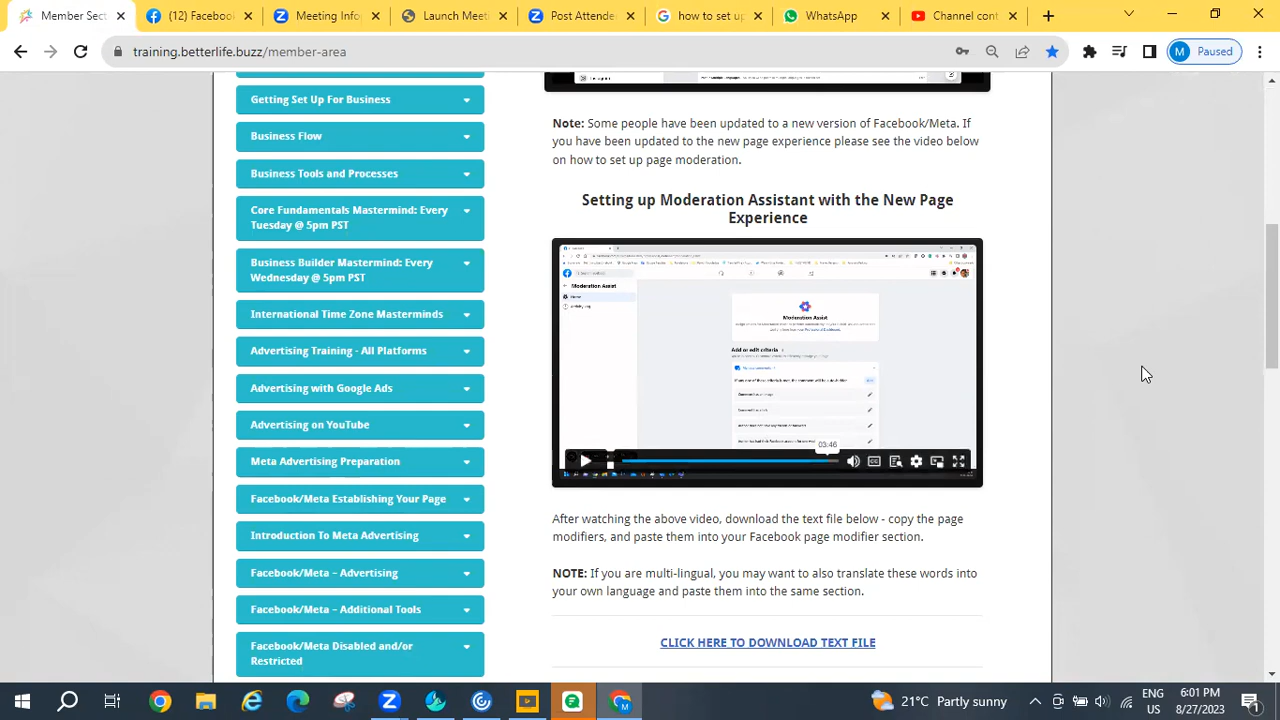 Member Sect
(12) Facebook
Meeting Info
Launch Meeti
Post Attende
how to set up
WhatsApp
Channel cont
training.betterlife.buzz/member-area
M Paused
Getting Set Up For Business
Business Flow
Business Tools and Processes
Core Fundamentals Mastermind: Every
Tuesday @ 5pm PST
Business Builder Mastermind: Every
Wednesday @ 5pm PST
International Time Zone Masterminds
Advertising Training - All Platforms
Advertising with Google Ads
Advertising on YouTube
Meta Advertising Preparation
Facebook/Meta Establishing Your Page
Introduction To Meta Advertising
Facebook/Meta – Advertising
Facebook/Meta – Additional Tools
Facebook/Meta Disabled and/or
Restricted
Note: Some people have been updated to a new version of Facebook/Meta. If
you have been updated to the new page experience please see the video below
on how to set up page moderation.
Setting up Moderation Assistant with the New Page
Experience
Moderation Assist
Home
Moderation Assist
Add or edit criteria
03:46
CC
After watching the above video, download the text file below - copy the page
modifiers, and paste them into your Facebook page modifier section.
NOTE: If you are multi-lingual, you may want to also translate these words into
your own language and paste them into the same section.
CLICK HERE TO DOWNLOAD TEXT FILE
21°C Partly sunny
ENG
US
6:01 PM
8/27/2023